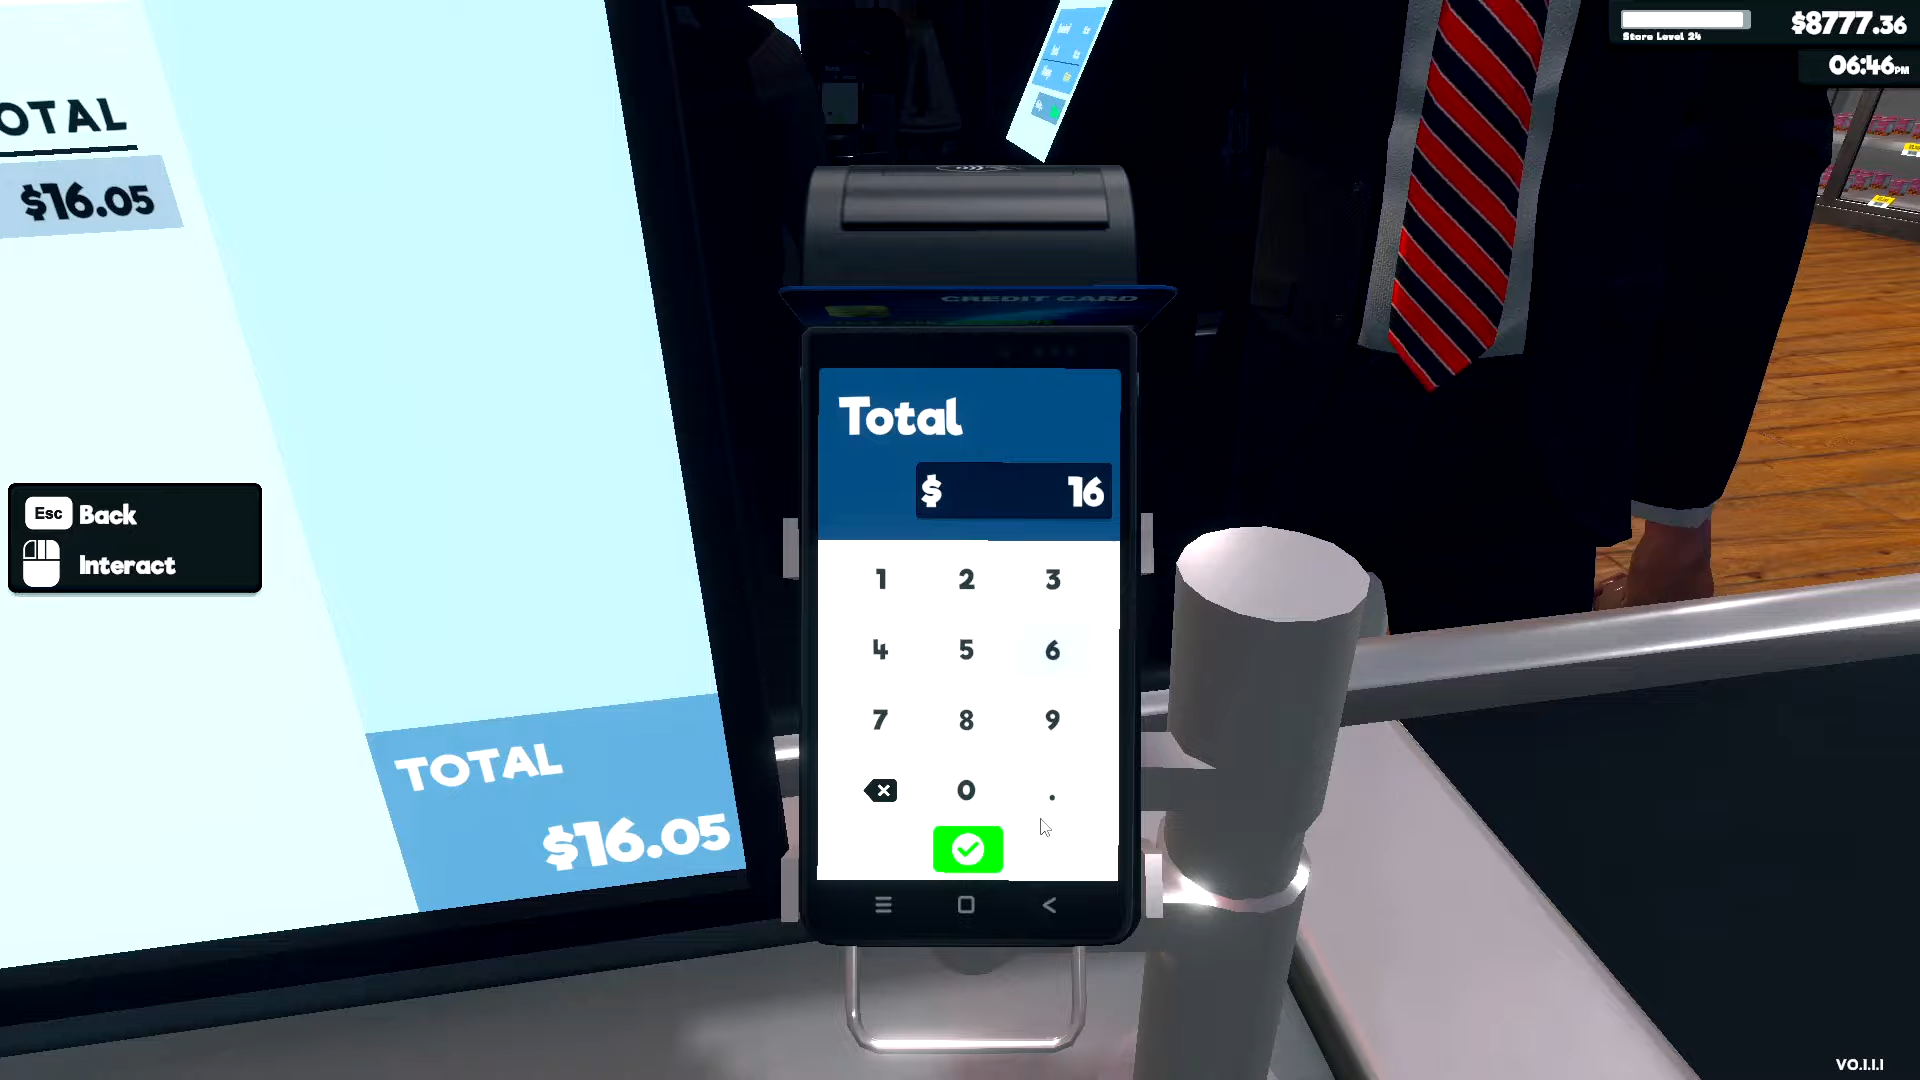 $8777.36
Store Level 24
06:46PM
OTAL
$16.05
CREDIT CARD
Total
$ 16
Esc Back
Interact
1 2 3
4 5 6
7 8 9
0 .
TOTAL
$16.05
V0.1.1.1